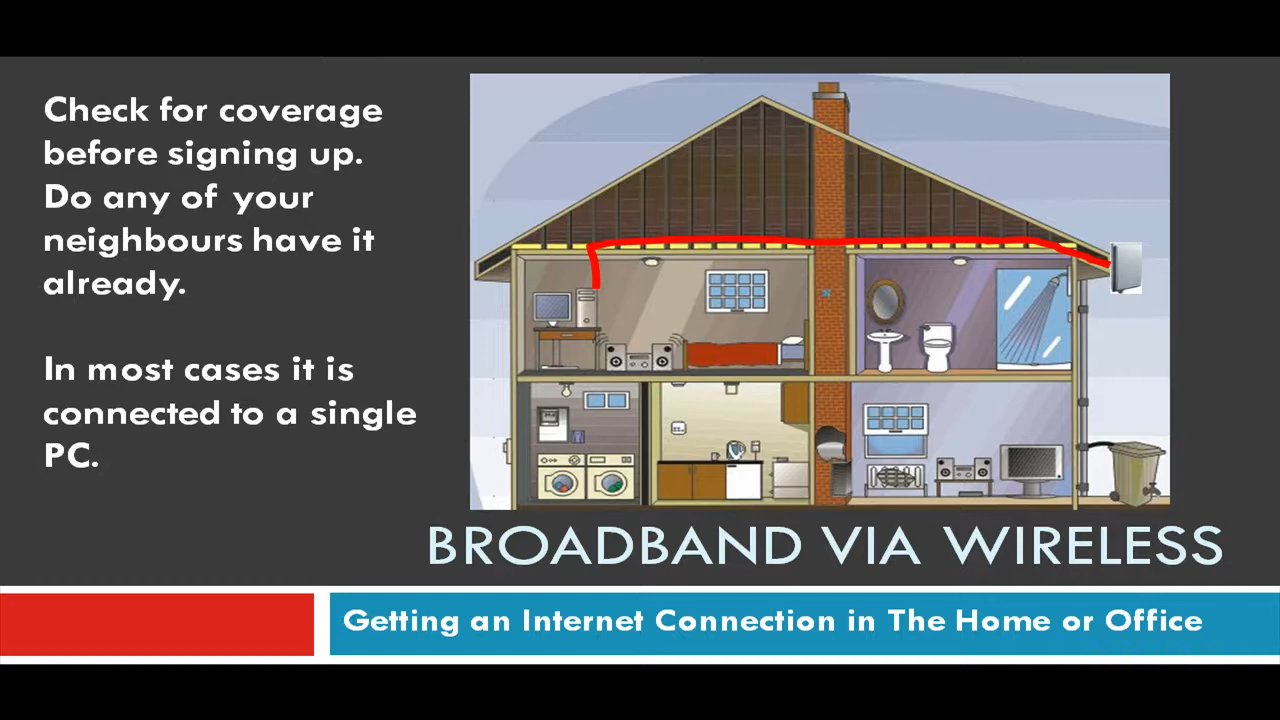 Check for coverage
before signing up.
Do any of your
neighbours have it
already.
In most cases it is
connected to a single
PC.
BROADBAND VIA WIRELESS
Getting an Internet Connection in The Home or Office